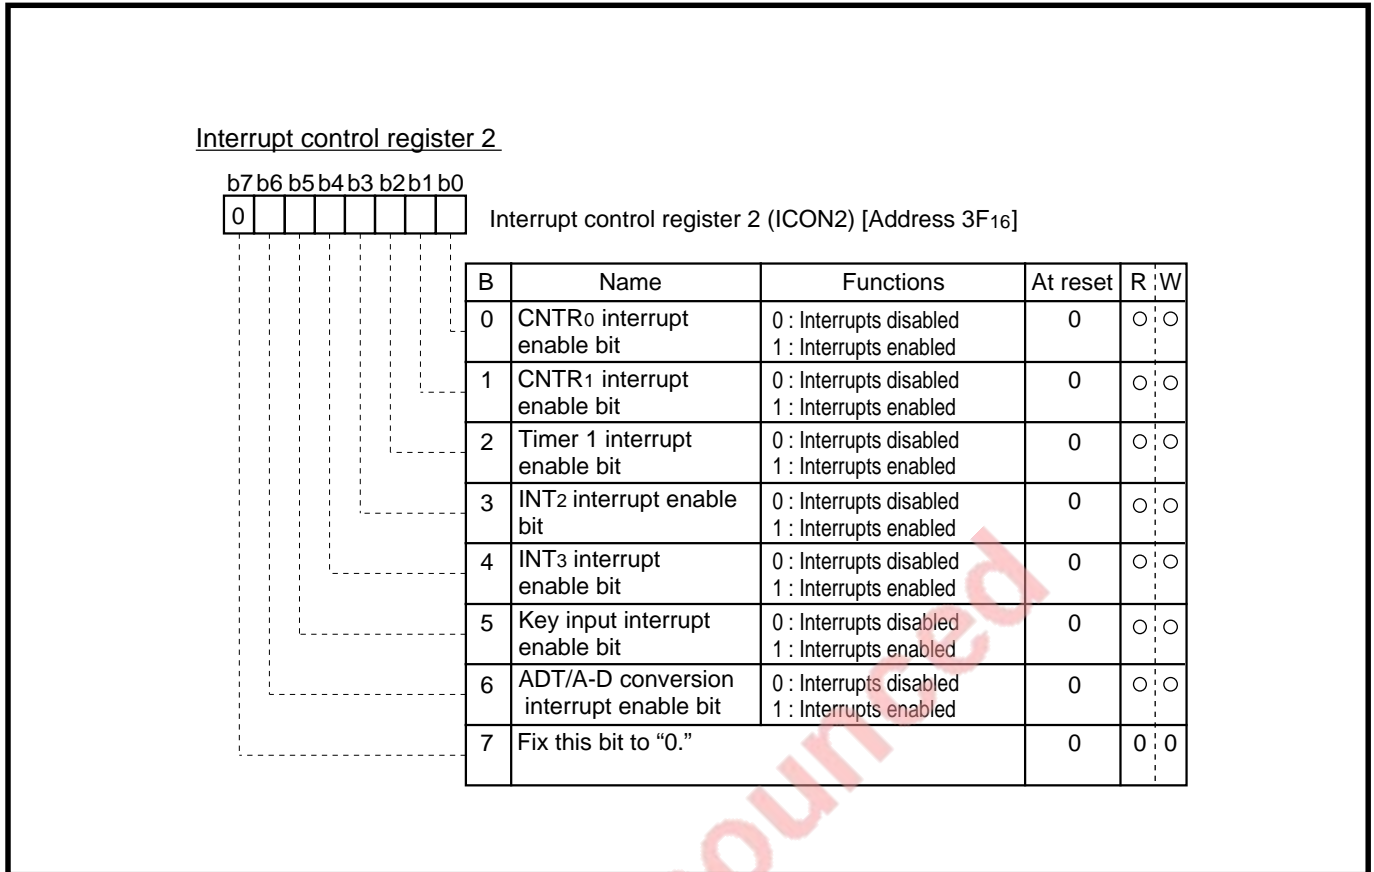 Interrupt control register 2
b7 b6 b5 b4 b3 b2 b1 b0
0
Interrupt control register 2 (ICON2) [Address 3F16]
B Name Functions At reset R W
0 CNTR0 interrupt enable bit 0 : Interrupts disabled 1 : Interrupts enabled 0 ○ ○
1 CNTR1 interrupt enable bit 0 : Interrupts disabled 1 : Interrupts enabled 0 ○ ○
2 Timer 1 interrupt enable bit 0 : Interrupts disabled 1 : Interrupts enabled 0 ○ ○
3 INT2 interrupt enable bit 0 : Interrupts disabled 1 : Interrupts enabled 0 ○ ○
4 INT3 interrupt enable bit 0 : Interrupts disabled 1 : Interrupts enabled 0 ○ ○
5 Key input interrupt enable bit 0 : Interrupts disabled 1 : Interrupts enabled 0 ○ ○
6 ADT/A-D conversion interrupt enable bit 0 : Interrupts disabled 1 : Interrupts enabled 0 ○ ○
7 Fix this bit to “0.” 0 0 0